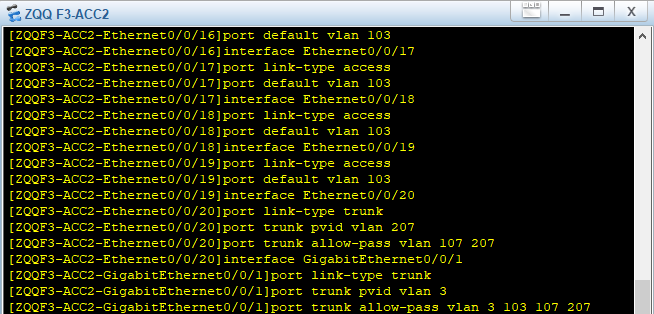 ZQQ F3-ACC2
[ZQQF3-ACC2-Ethernet0/0/16]port default vlan 103
[ZQQF3-ACC2-Ethernet0/0/16]interface Ethernet0/0/17
[ZQQF3-ACC2-Ethernet0/0/17]port link-type access
[ZQQF3-ACC2-Ethernet0/0/17]port default vlan 103
[ZQQF3-ACC2-Ethernet0/0/17]interface Ethernet0/0/18
[ZQQF3-ACC2-Ethernet0/0/18]port link-type access
[ZQQF3-ACC2-Ethernet0/0/18]port default vlan 103
[ZQQF3-ACC2-Ethernet0/0/18]interface Ethernet0/0/19
[ZQQF3-ACC2-Ethernet0/0/19]port link-type access
[ZQQF3-ACC2-Ethernet0/0/19]port default vlan 103
[ZQQF3-ACC2-Ethernet0/0/19]interface Ethernet0/0/20
[ZQQF3-ACC2-Ethernet0/0/20]port link-type trunk
[ZQQF3-ACC2-Ethernet0/0/20]port trunk pvid vlan 207
[ZQQF3-ACC2-Ethernet0/0/20]port trunk allow-pass vlan 107 207
[ZQQF3-ACC2-Ethernet0/0/20]interface GigabitEthernet0/0/1
[ZQQF3-ACC2-GigabitEthernet0/0/1]port link-type trunk
[ZQQF3-ACC2-GigabitEthernet0/0/1]port trunk pvid vlan 3
[ZQQF3-ACC2-GigabitEthernet0/0/1]port trunk allow-pass vlan 3 103 107 207